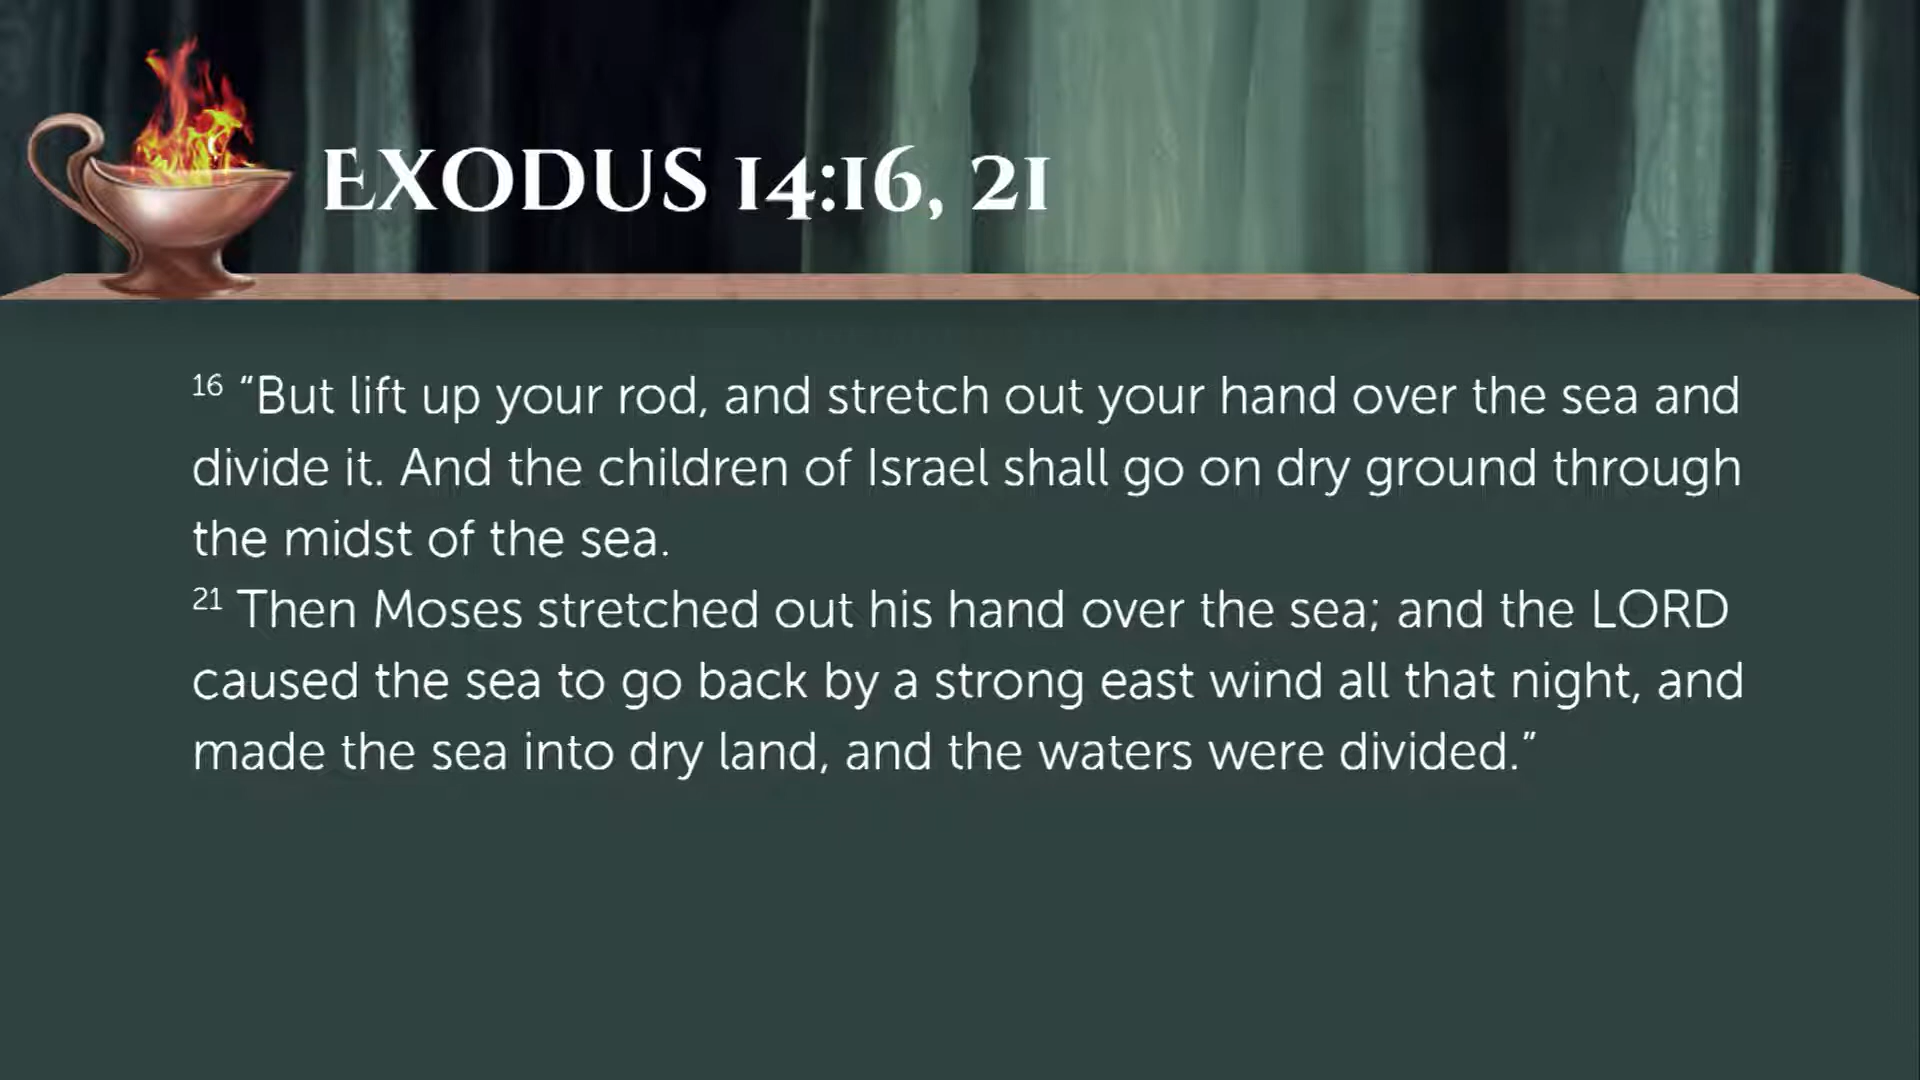 Exodus 14:16, 21
16 “But lift up your rod, and stretch out your hand over the sea and
divide it. And the children of Israel shall go on dry ground through
the midst of the sea.
21 Then Moses stretched out his hand over the sea; and the LORD
caused the sea to go back by a strong east wind all that night, and
made the sea into dry land, and the waters were divided.”